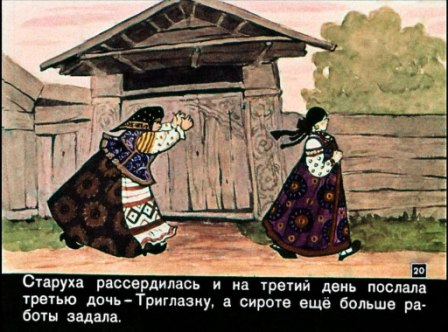 20
Старуха рассердилась и на третий день послала
третью дочь – Триглазку, а сироте ещё больше ра-
боты задала.